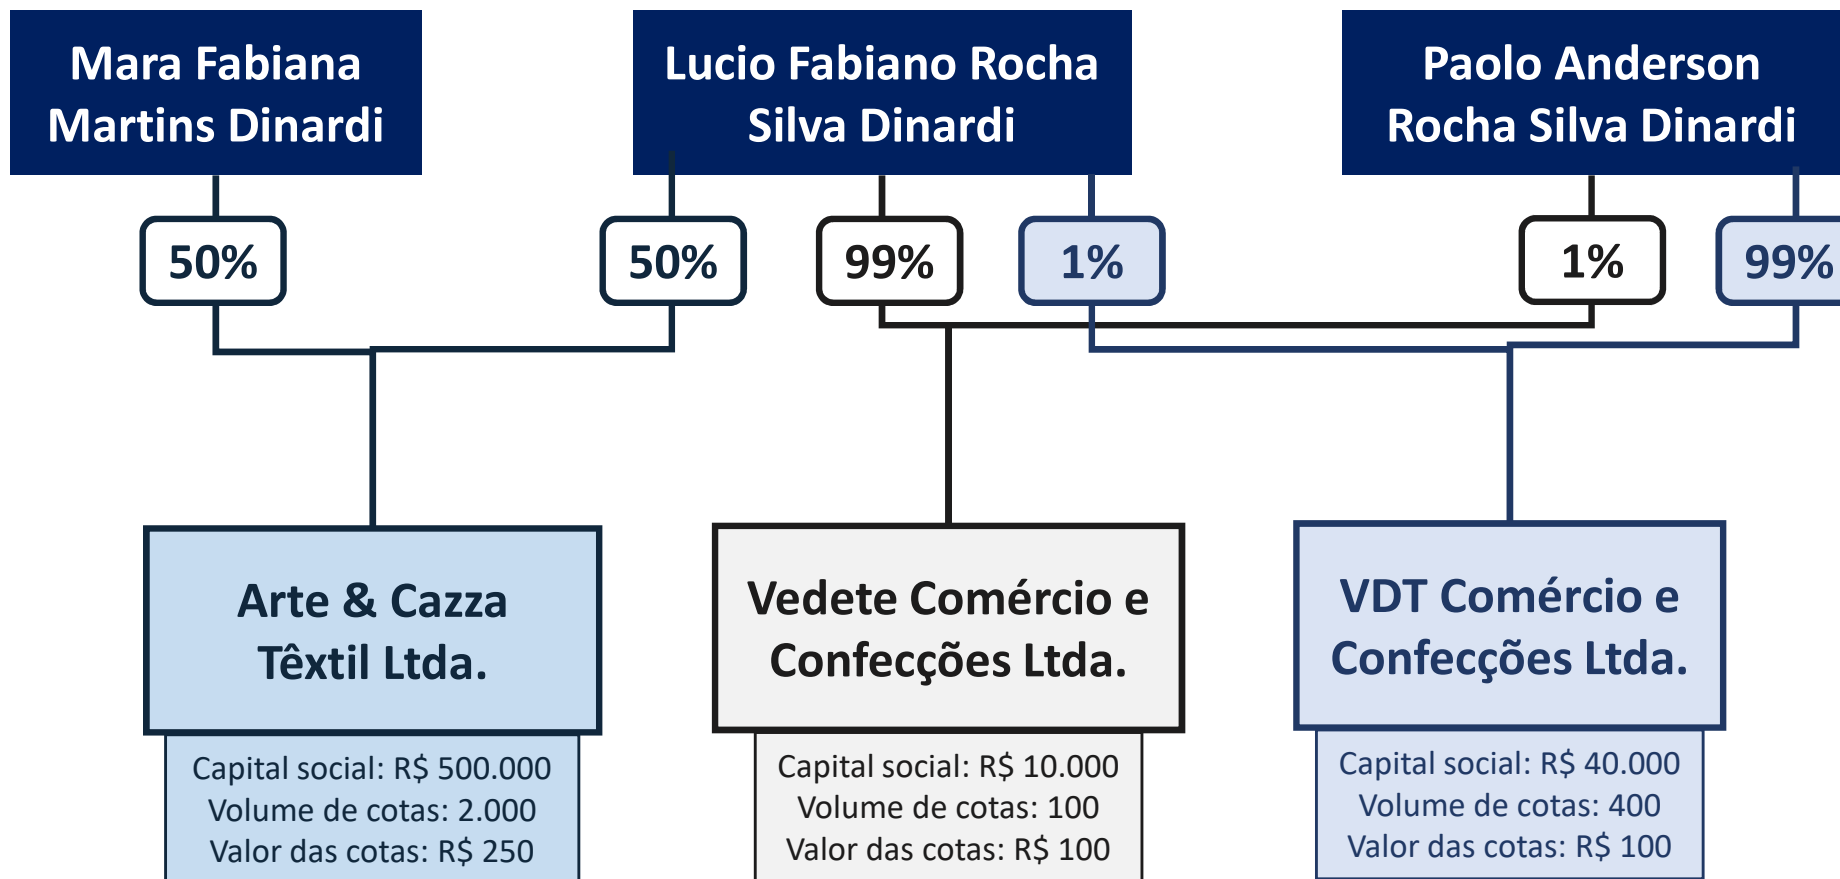 Mara Fabiana
Martins Dinardi
Lucio Fabiano Rocha
Silva Dinardi
Paolo Anderson
Rocha Silva Dinardi
50%
50%
99%
1%
1%
99%
Arte & Cazza
Têxtil Ltda.
Capital social: R$ 500.000
Volume de cotas: 2.000
Valor das cotas: R$ 250
Vedete Comércio e
Confecções Ltda.
Capital social: R$ 10.000
Volume de cotas: 100
Valor das cotas: R$ 100
VDT Comércio e
Confecções Ltda.
Capital social: R$ 40.000
Volume de cotas: 400
Valor das cotas: R$ 100